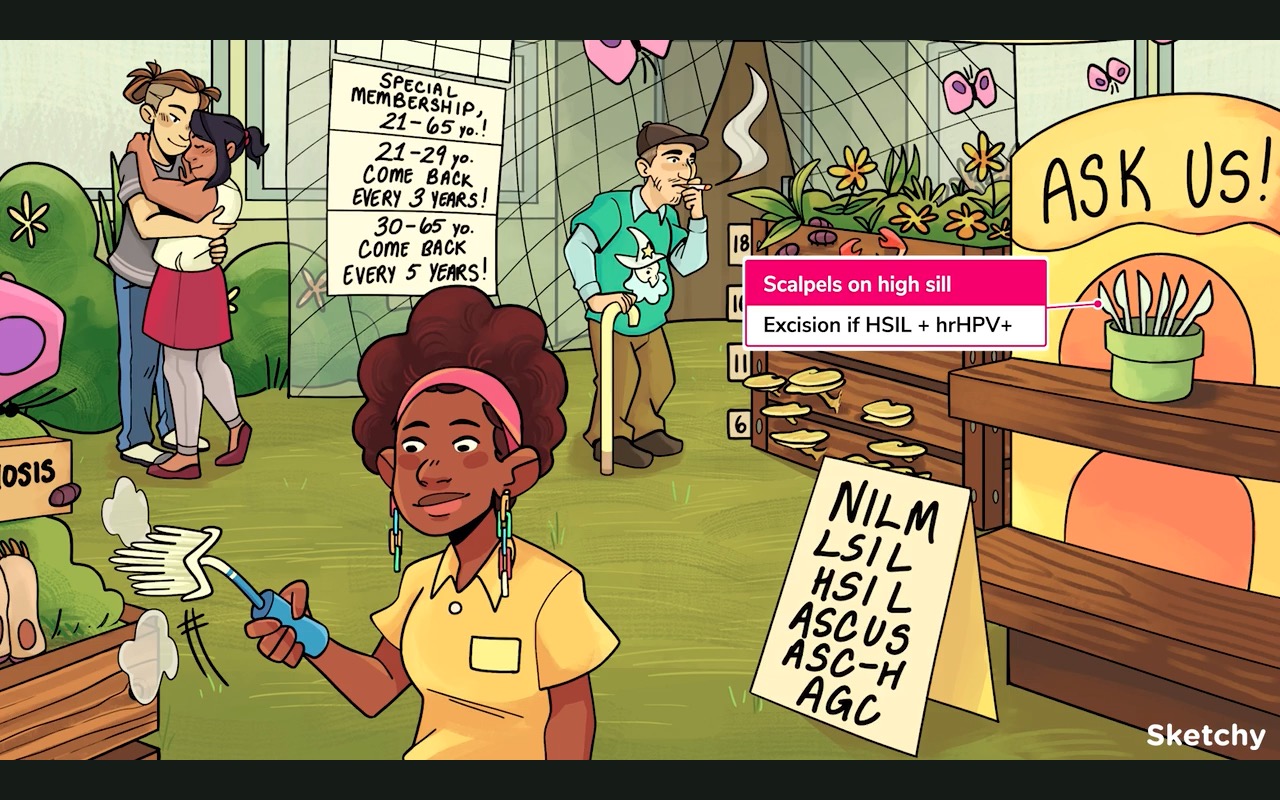 SPECIAL
MEMBERSHIP,
21-65 yo.!
21-29 yo.
COME BACK
EVERY 3 YEARS!
30-65 yo.
COME BACK
EVERY 5 YEARS!
ASK US!
18
Scalpels on high sill
Excision if HSIL + hrHPV+
11
6
OSIS
NILM
LSIL
HSIL
ASCUS
ASC-H
AGC
Sketchy